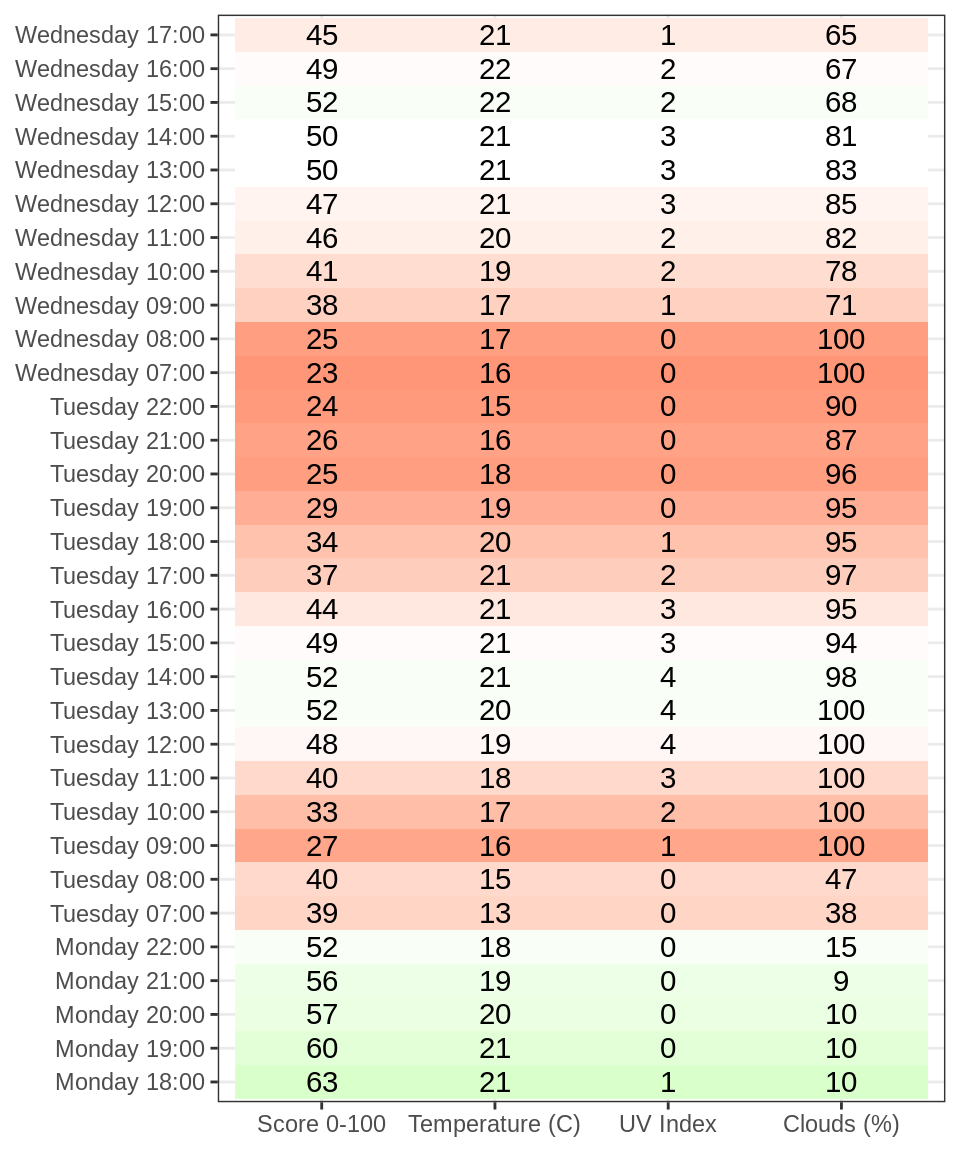 Wednesday 17:00 45 21 1 65
Wednesday 16:00 49 22 2 67
Wednesday 15:00 52 22 2 68
Wednesday 14:00 50 21 3 81
Wednesday 13:00 50 21 3 83
Wednesday 12:00 47 21 3 85
Wednesday 11:00 46 20 2 82
Wednesday 10:00 41 19 2 78
Wednesday 09:00 38 17 1 71
Wednesday 08:00 25 17 0 100
Wednesday 07:00 23 16 0 100
Tuesday 22:00 24 15 0 90
Tuesday 21:00 26 16 0 87
Tuesday 20:00 25 18 0 96
Tuesday 19:00 29 19 0 95
Tuesday 18:00 34 20 1 95
Tuesday 17:00 37 21 2 97
Tuesday 16:00 44 21 3 95
Tuesday 15:00 49 21 3 94
Tuesday 14:00 52 21 4 98
Tuesday 13:00 52 20 4 100
Tuesday 12:00 48 19 4 100
Tuesday 11:00 40 18 3 100
Tuesday 10:00 33 17 2 100
Tuesday 09:00 27 16 1 100
Tuesday 08:00 40 15 0 47
Tuesday 07:00 39 13 0 38
Monday 22:00 52 18 0 15
Monday 21:00 56 19 0 9
Monday 20:00 57 20 0 10
Monday 19:00 60 21 0 10
Monday 18:00 63 21 1 10
Score 0-100 Temperature (C) UV Index Clouds (%)